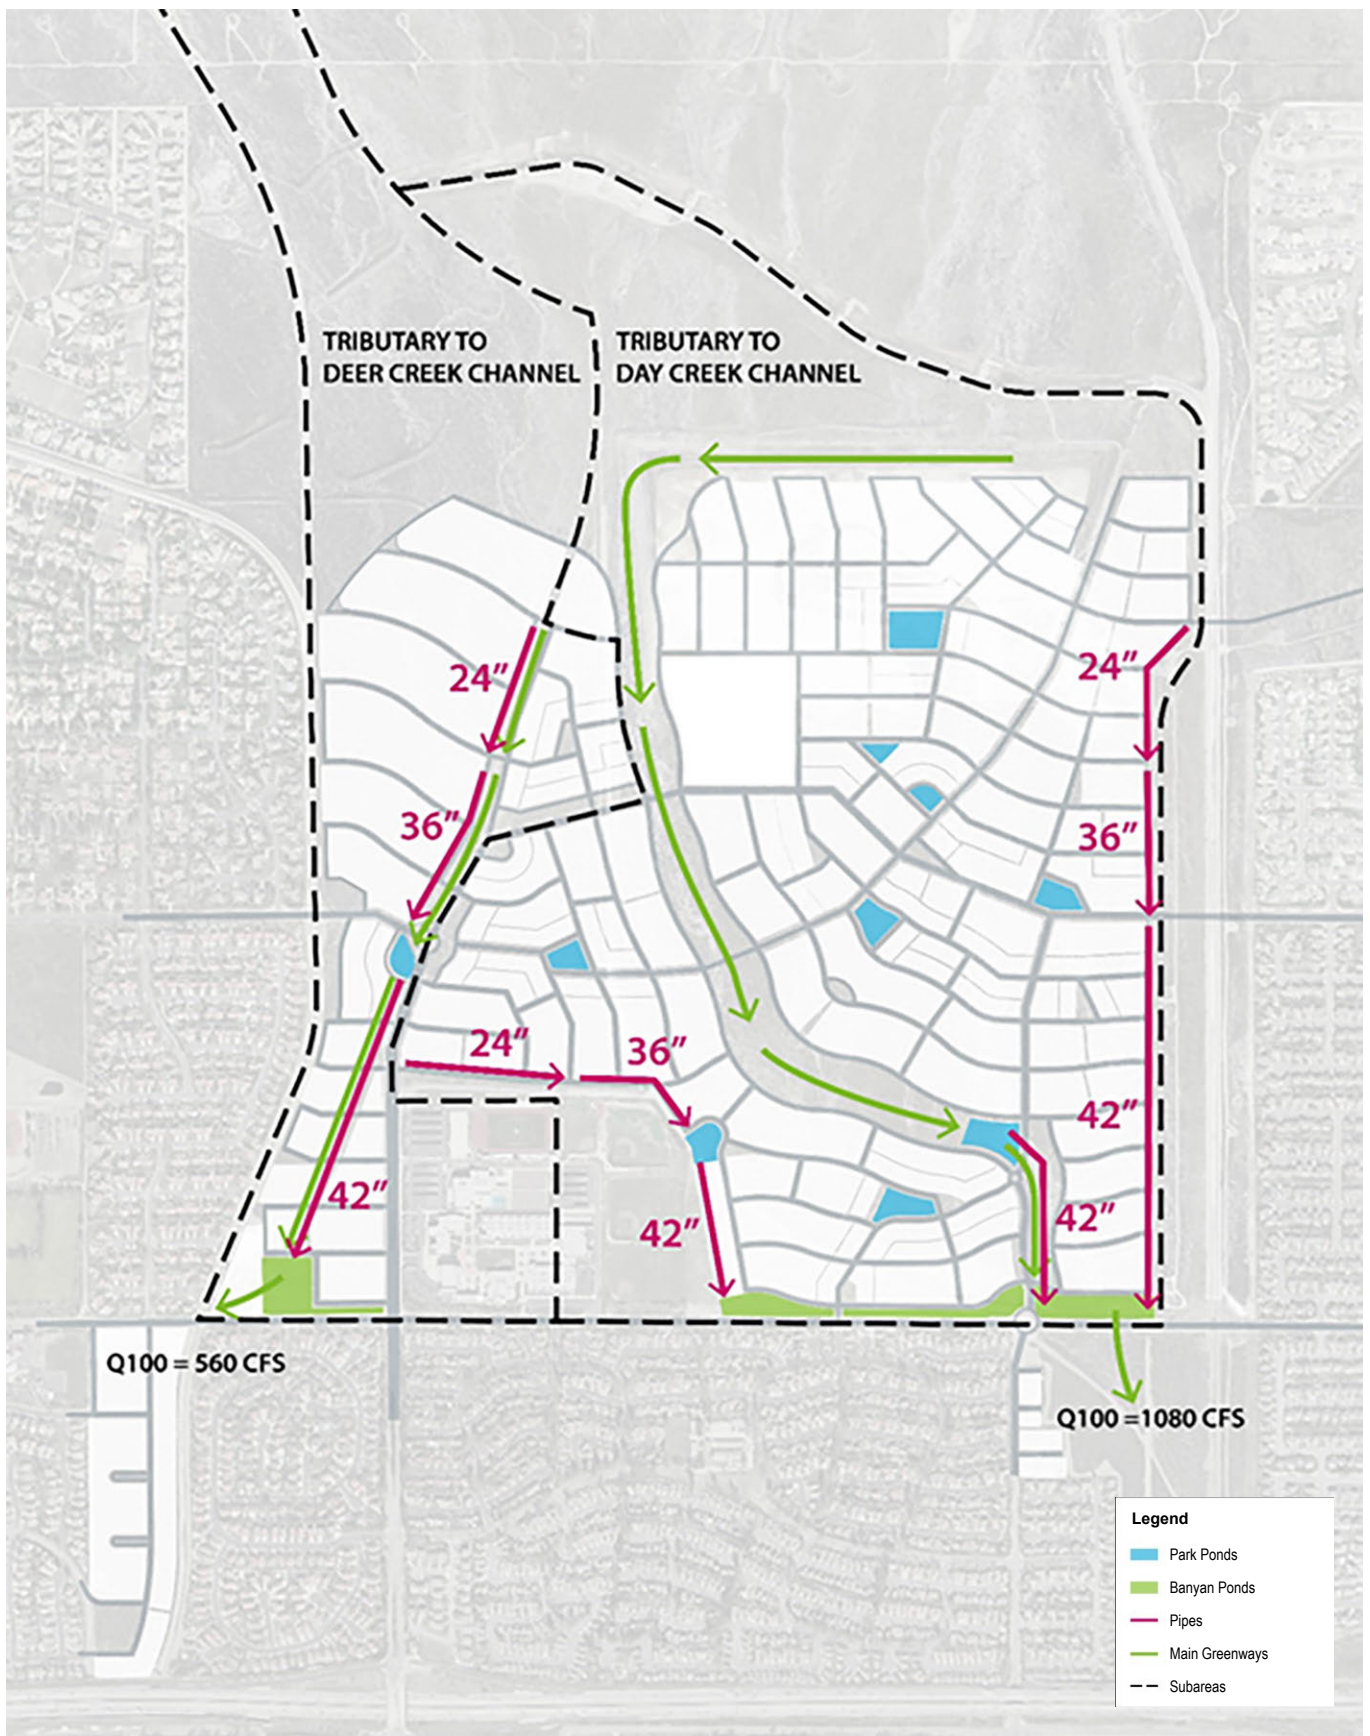 TRIBUTARY TO
DEER CREEK CHANNEL
TRIBUTARY TO
DAY CREEK CHANNEL
24”
24”
36”
36”
24”
36”
42”
42”
42”
42”
Q100 = 560 CFS
Q100 =1080 CFS
Legend
Park Ponds
Banyan Ponds
Pipes
Main Greenways
Subareas